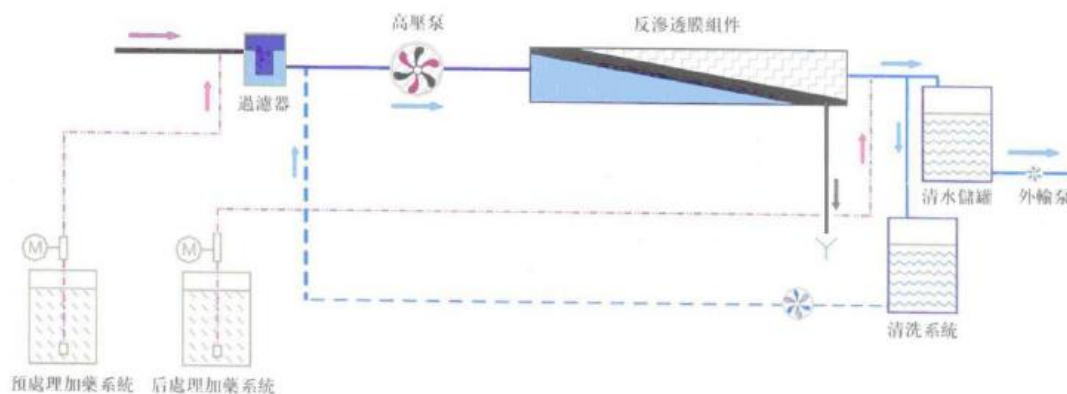 高壓泵
反滲透膜組件
過濾器
清水儲罐
外輸泵
M
M
清洗系統
預處理加藥系統
后處理加藥系統